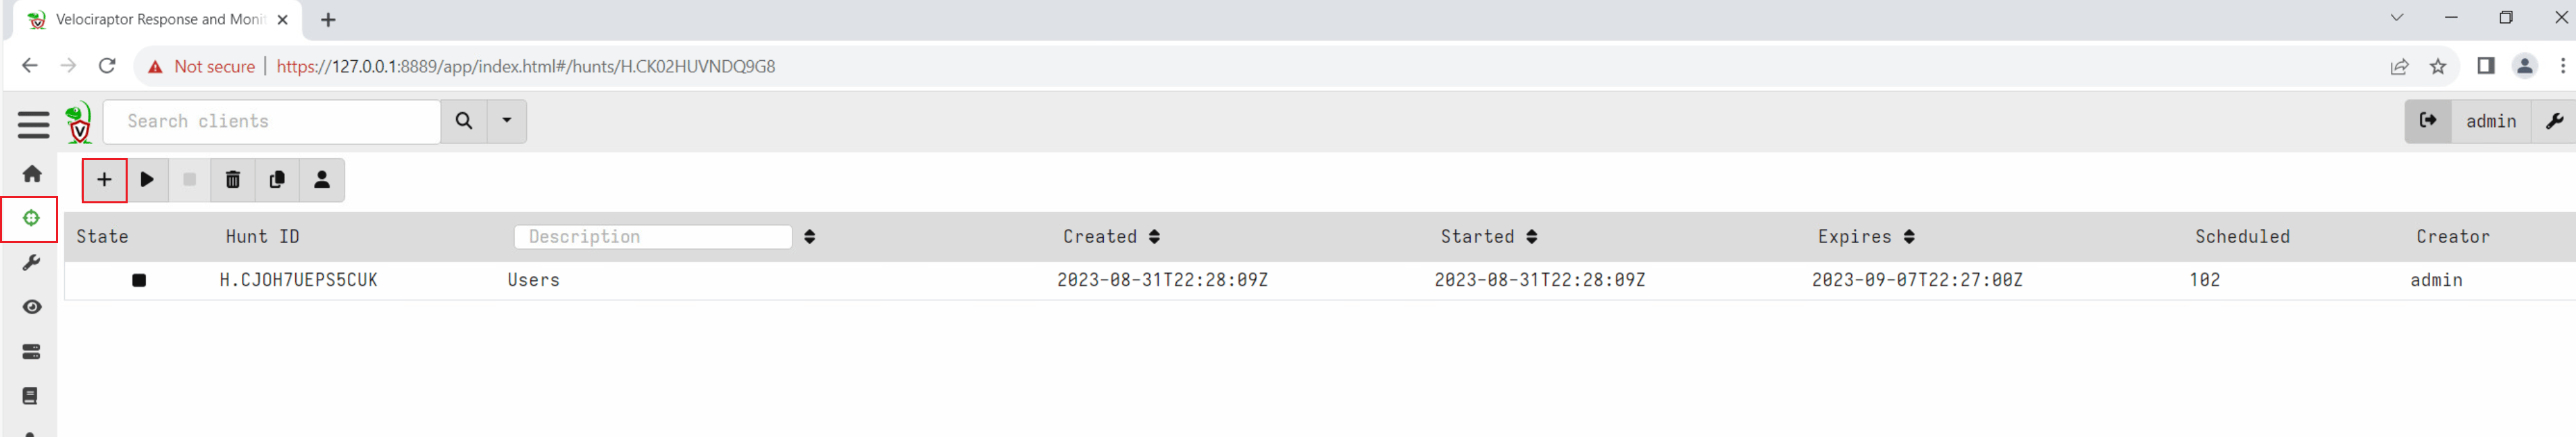 Velociraptor Response and Moni
Not secure | https://127.0.0.1:8889/app/index.html#/hunts/H.CK02HUVNDQ9G8
Search clients
admin
State Hunt ID Description Created Started Expires Scheduled Creator
H.CJOH7UEPS5CUK Users 2023-08-31T22:28:09Z 2023-08-31T22:28:09Z 2023-09-07T22:27:00Z 102 admin